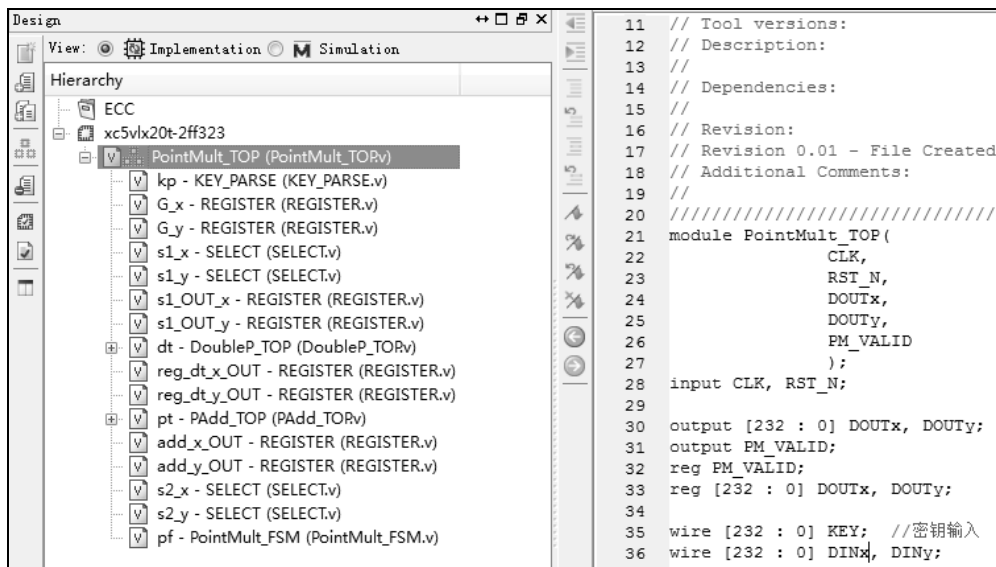 Design
View: Implementation Simulation
Hierarchy
ECC
xc5vlx20t-2ff323
PointMult_TOP (PointMult_TOP.v)
kp - KEY_PARSE (KEY_PARSE.v)
G_x - REGISTER (REGISTER.v)
G_y - REGISTER (REGISTER.v)
s1_x - SELECT (SELECT.v)
s1_y - SELECT (SELECT.v)
s1_OUT_x - REGISTER (REGISTER.v)
s1_OUT_y - REGISTER (REGISTER.v)
dt - DoubleP_TOP (DoubleP_TOP.v)
reg_dt_x_OUT - REGISTER (REGISTER.v)
reg_dt_y_OUT - REGISTER (REGISTER.v)
pt - PAdd_TOP (PAdd_TOP.v)
add_x_OUT - REGISTER (REGISTER.v)
add_y_OUT - REGISTER (REGISTER.v)
s2_x - SELECT (SELECT.v)
s2_y - SELECT (SELECT.v)
pf - PointMult_FSM (PointMult_FSM.v)
11 // Tool versions:
12 // Description:
13 //
14 // Dependencies:
15 //
16 // Revision:
17 // Revision 0.01 - File Created
18 // Additional Comments:
19 //
20 ///////////////////////////////
21 module PointMult_TOP(
22 CLK,
23 RST_N,
24 DOUTx,
25 DOUTy,
26 PM_VALID
27 );
28 input CLK, RST_N;
29
30 output [232 : 0] DOUTx, DOUTy;
31 output PM_VALID;
32 reg PM_VALID;
33 reg [232 : 0] DOUTx, DOUTy;
34
35 wire [232 : 0] KEY; //密钥输入
36 wire [232 : 0] DINx, DINy;